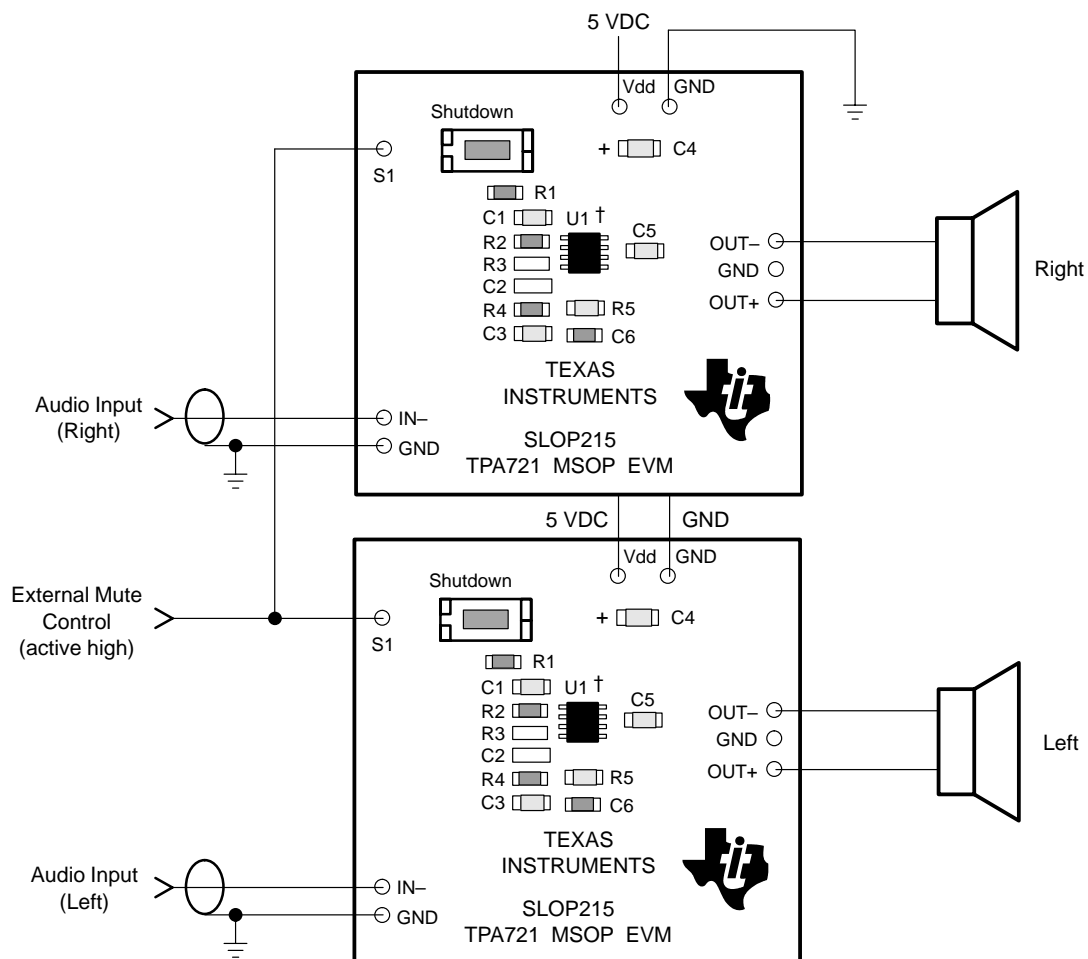 5 VDC
Vdd GND
Shutdown
+ C4
S1
R1
C1 U1 †
C5
R2
OUT–
R3
GND
Right
C2
OUT+
R4 R5
C3 C6
TEXAS
INSTRUMENTS
Audio Input
(Right)
IN–
GND
SLOP215
TPA721 MSOP EVM
5 VDC GND
Vdd GND
Shutdown
External Mute
Control
(active high)
+ C4
S1
R1
C1 U1 †
C5
R2
OUT–
R3
GND
Left
C2
OUT+
R4 R5
C3 C6
TEXAS
INSTRUMENTS
Audio Input
(Left)
IN–
GND
SLOP215
TPA721 MSOP EVM